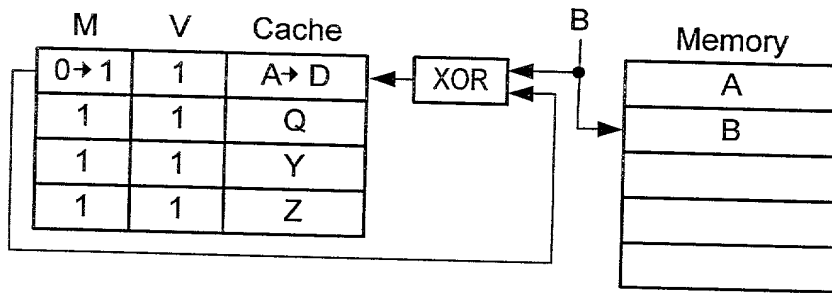 M V Cache
B
Memory
0→1 1 A→D
XOR
A
1 1 Q
B
1 1 Y
1 1 Z